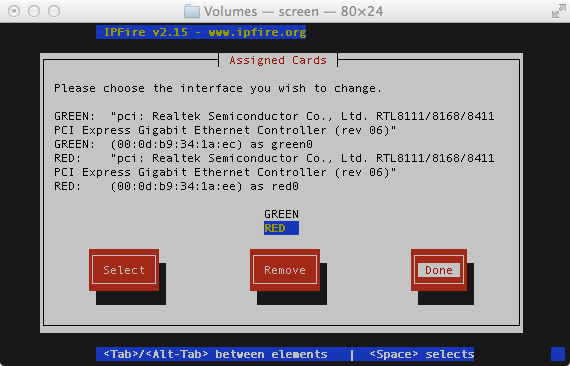 Volumes — screen — 80×24
IPFire v2.15 - www.ipfire.org
Assigned Cards
Please choose the interface you wish to change.
GREEN:  "pci: Realtek Semiconductor Co., Ltd. RTL8111/8168/8411
PCI Express Gigabit Ethernet Controller (rev 06)"
GREEN:  (00:0d:b9:34:1a:ec) as green0
RED:    "pci: Realtek Semiconductor Co., Ltd. RTL8111/8168/8411
PCI Express Gigabit Ethernet Controller (rev 06)"
RED:    (00:0d:b9:34:1a:ee) as red0
GREEN
RED
Select   Remove   Done
<Tab>/<Alt-Tab> between elements   |  <Space> selects